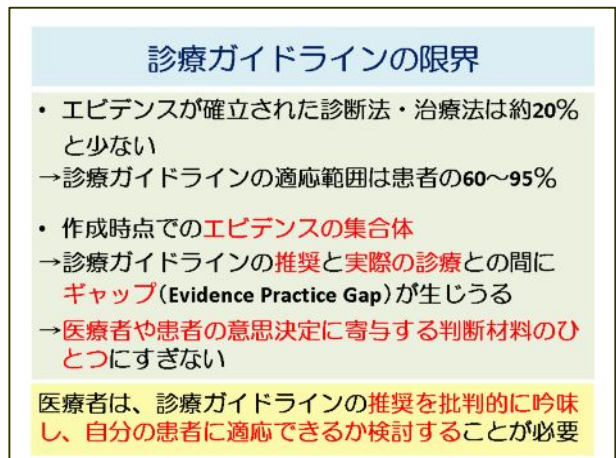 診療ガイドラインの限界
• エビデンスが確立された診断法・治療法は約20%
と少ない
→診療ガイドラインの適応範囲は患者の60～95%
• 作成時点でのエビデンスの集合体
→診療ガイドラインの推奨と実際の診療との間に
ギャップ(Evidence Practice Gap)が生じうる
→医療者や患者の意思決定に寄与する判断材料のひ
とつにすぎない
医療者は、診療ガイドラインの推奨を批判的に吟味
し、自分の患者に適応できるか検討することが必要